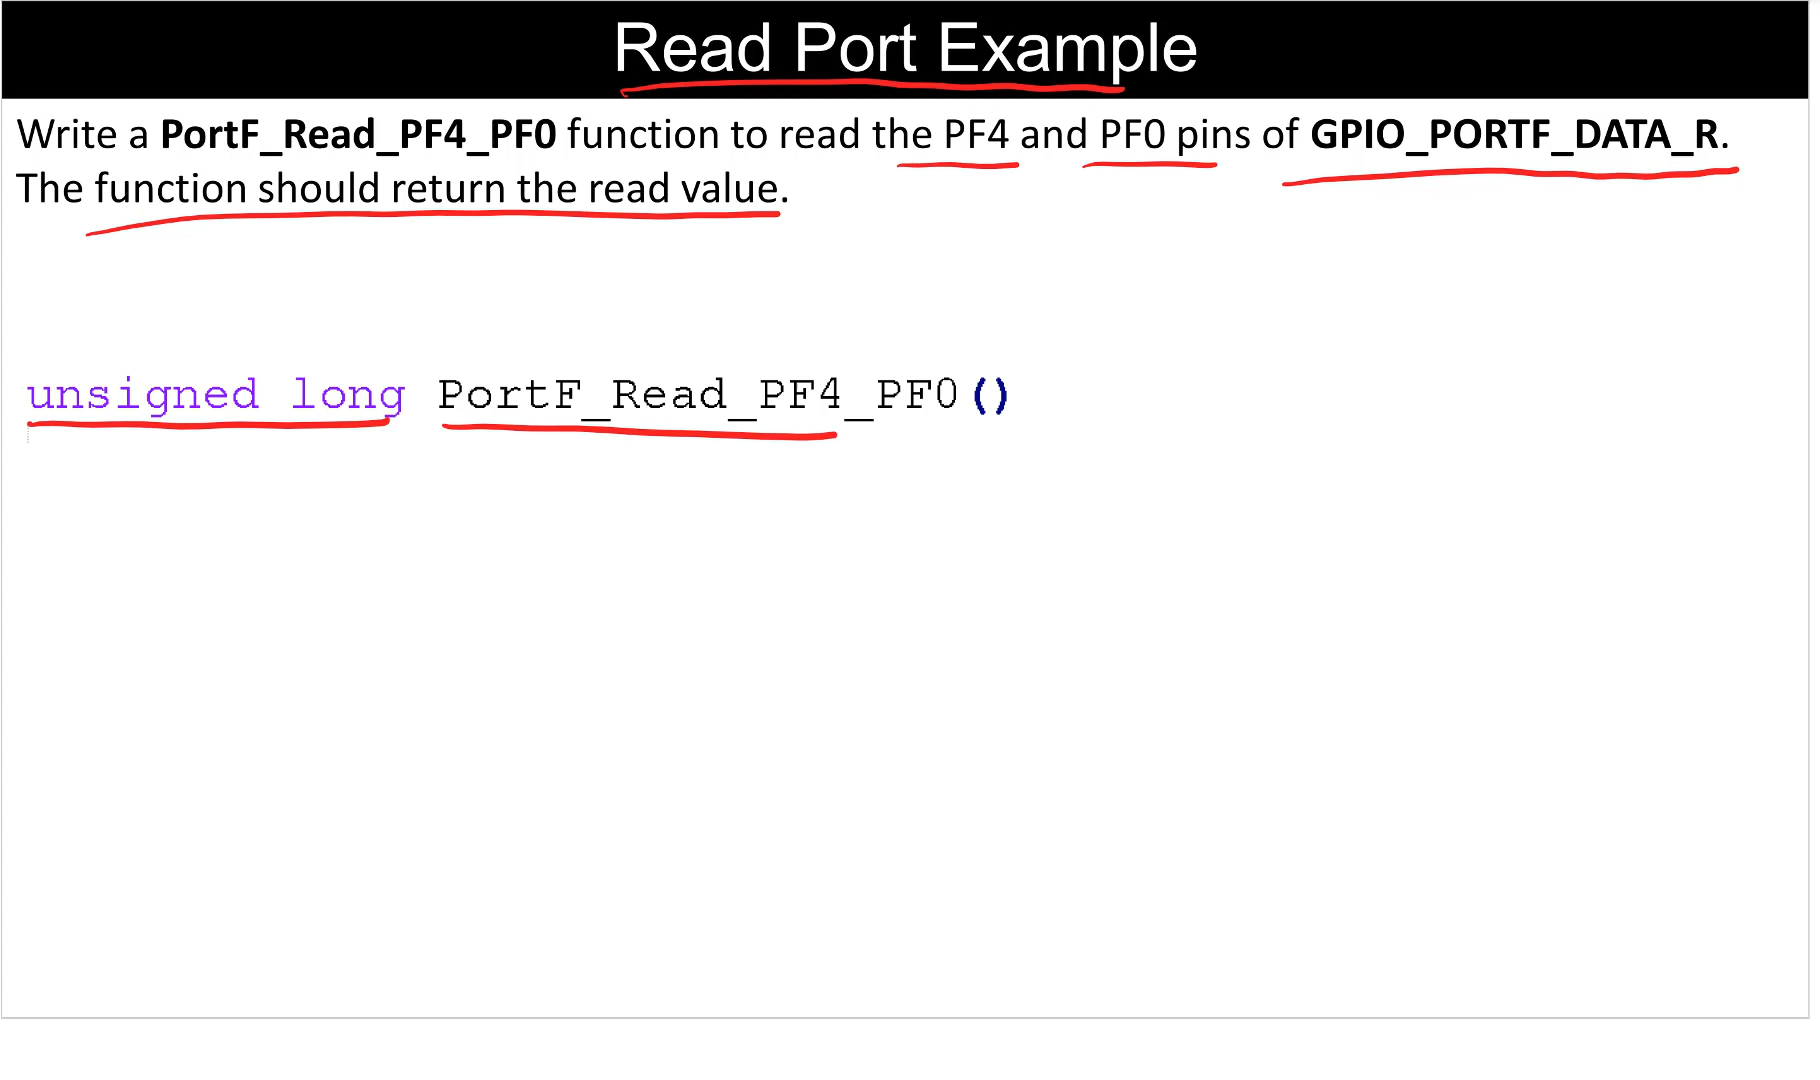 Read Port Example
Write a PortF_Read_PF4_PF0 function to read the PF4 and PF0 pins of GPIO_PORTF_DATA_R.
The function should return the read value.
unsigned long PortF_Read_PF4_PF0()